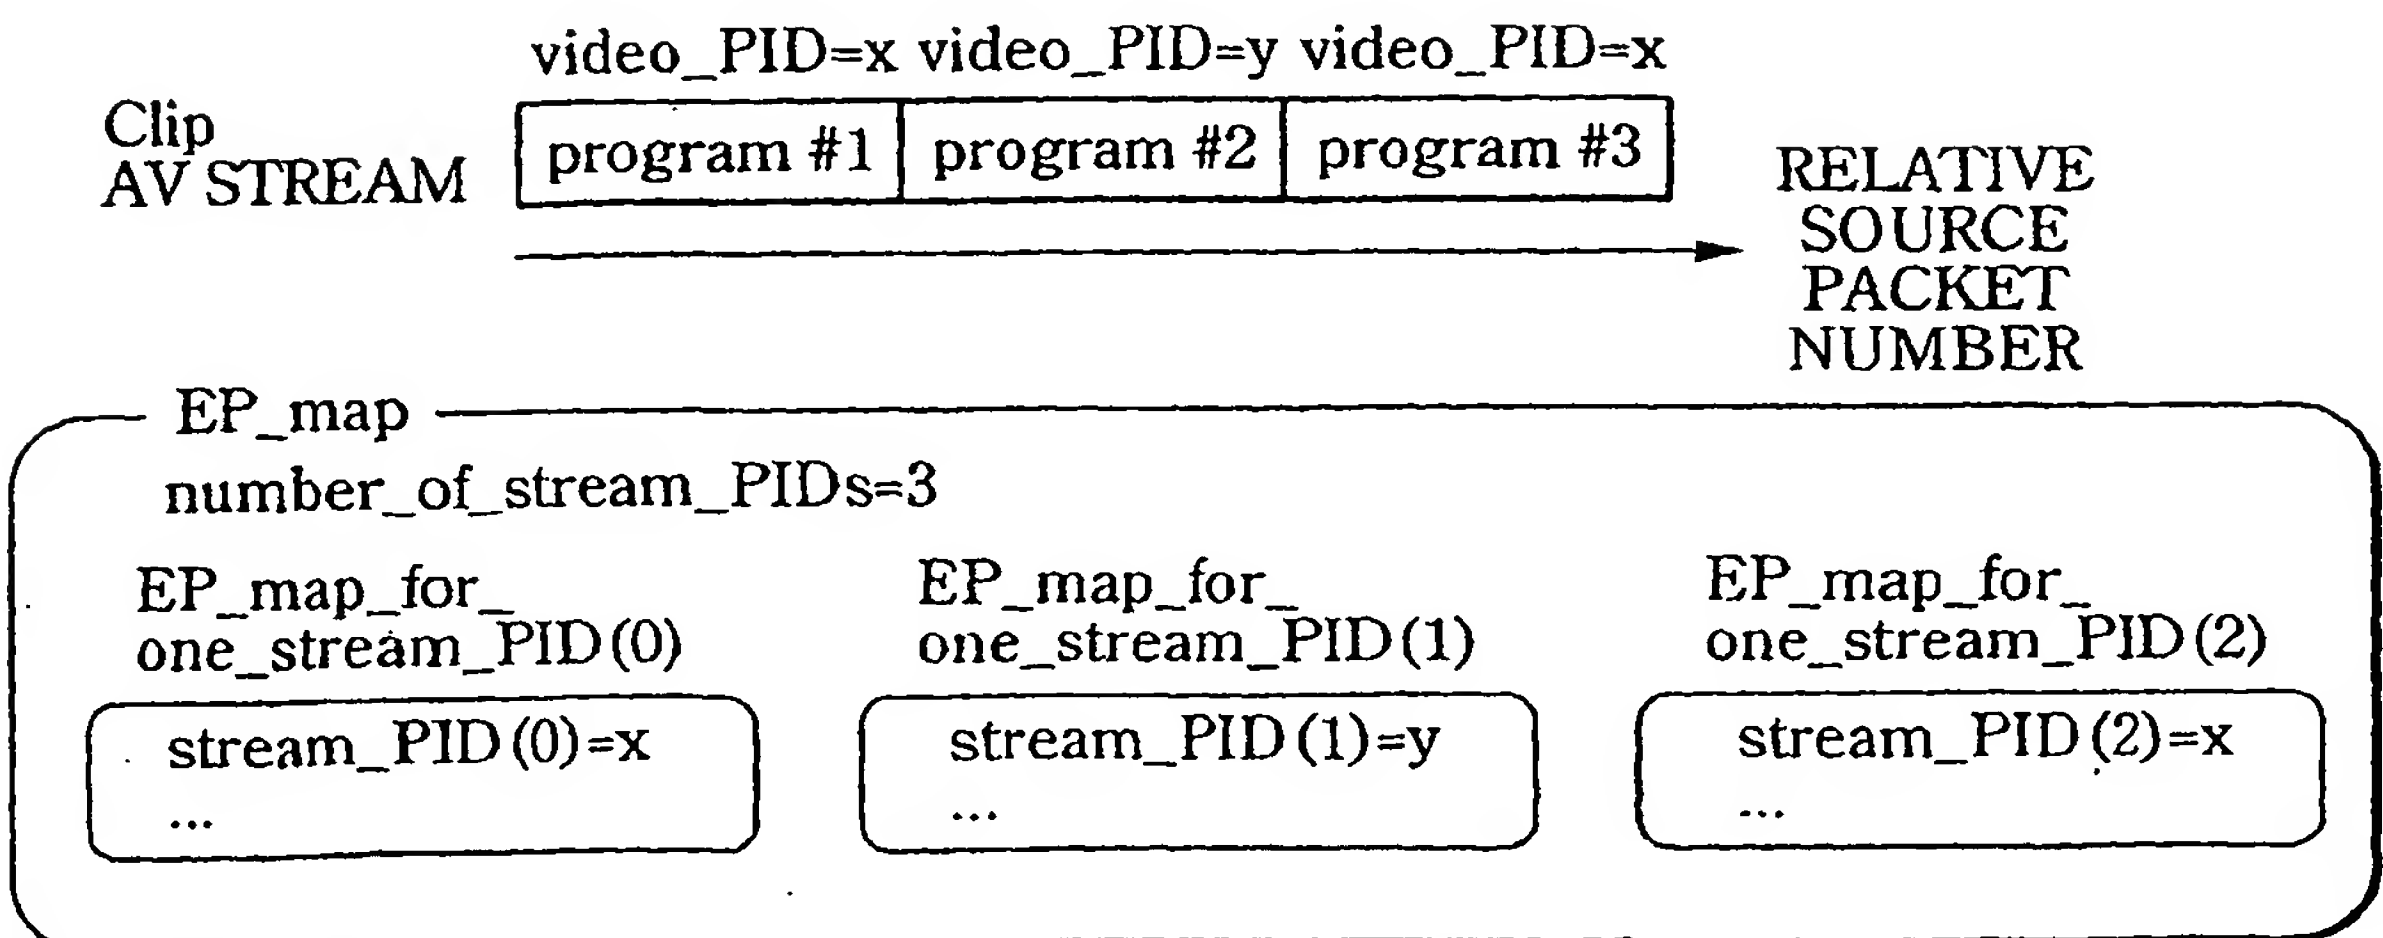 video_PID=x video_PID=y video_PID=x
Clip
AV STREAM
program #1 program #2 program #3
RELATIVE
SOURCE
PACKET
NUMBER
EP_map
number_of_stream_PIDs=3
EP_map_for_
one_stream_PID(0)
stream_PID(0)=x
...
EP_map_for_
one_stream_PID(1)
stream_PID(1)=y
...
EP_map_for_
one_stream_PID(2)
stream_PID(2)=x
...